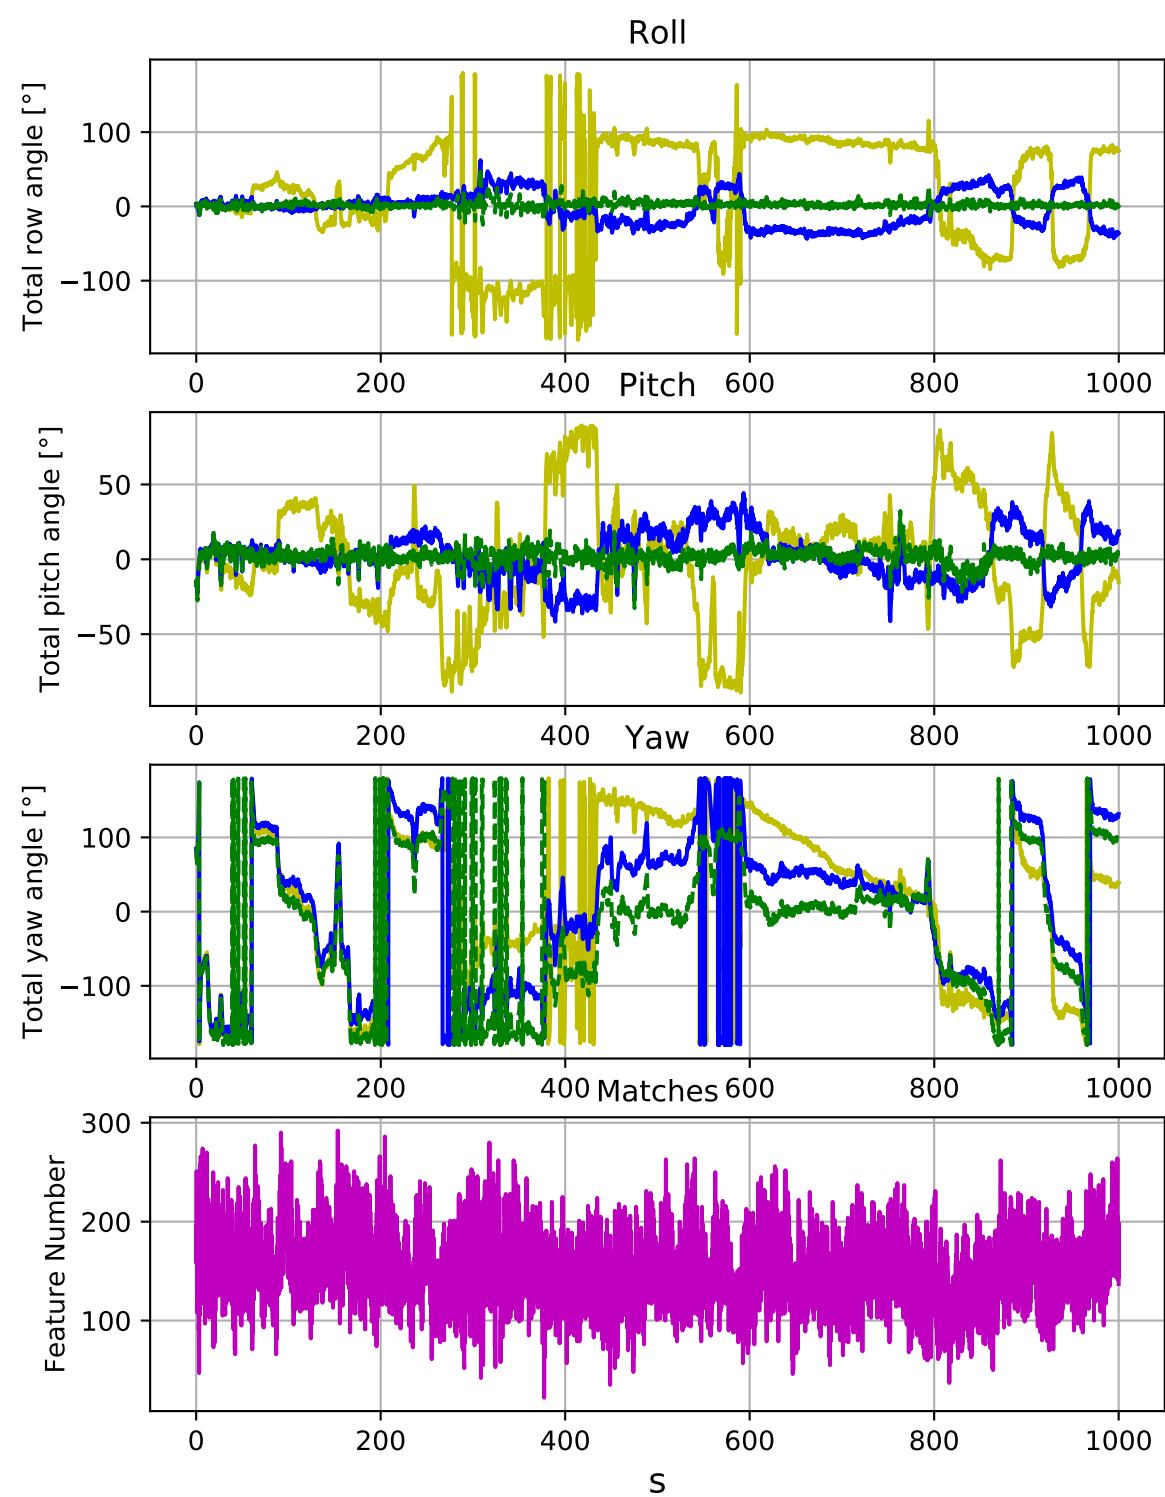 Roll
Total row angle [°]
100
0
−100
0 200 400 600 800 1000
Pitch
Total pitch angle [°]
50
0
−50
0 200 400 600 800 1000
Yaw
Total yaw angle [°]
100
0
−100
0 200 400 600 800 1000
Matches
Feature Number
300
200
100
0 200 400 600 800 1000
s